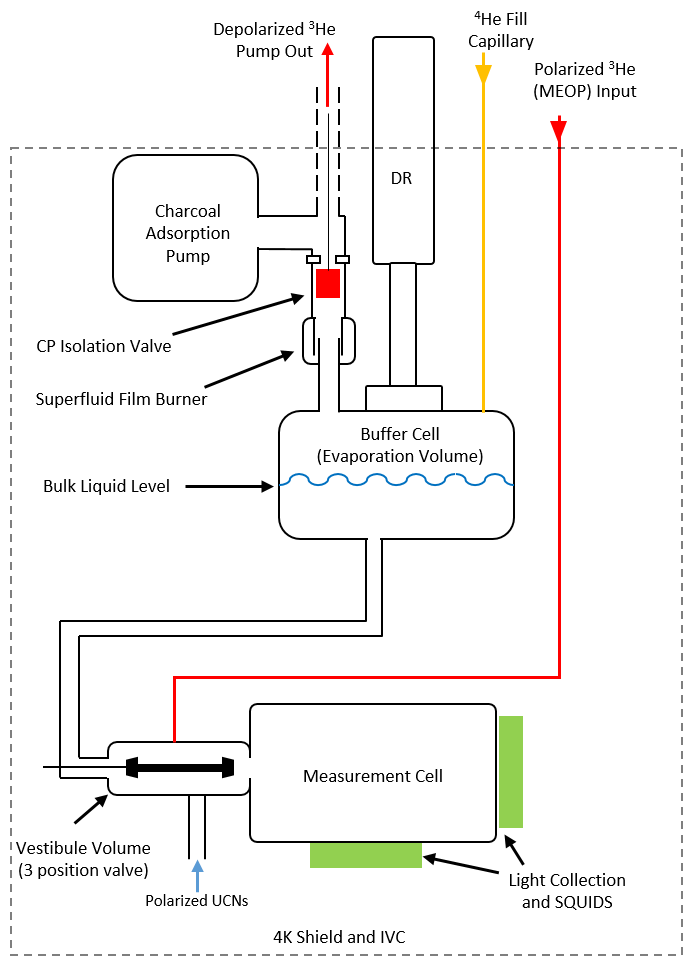 Depolarized ³He
Pump Out
⁴He Fill
Capillary
Polarized ³He
(MEOP) Input
DR
Charcoal
Adsorption
Pump
CP Isolation Valve
Superfluid Film Burner
Buffer Cell
(Evaporation Volume)
Bulk Liquid Level
Measurement Cell
Vestibule Volume
(3 position valve)
Polarized UCNs
Light Collection
and SQUIDS
4K Shield and IVC